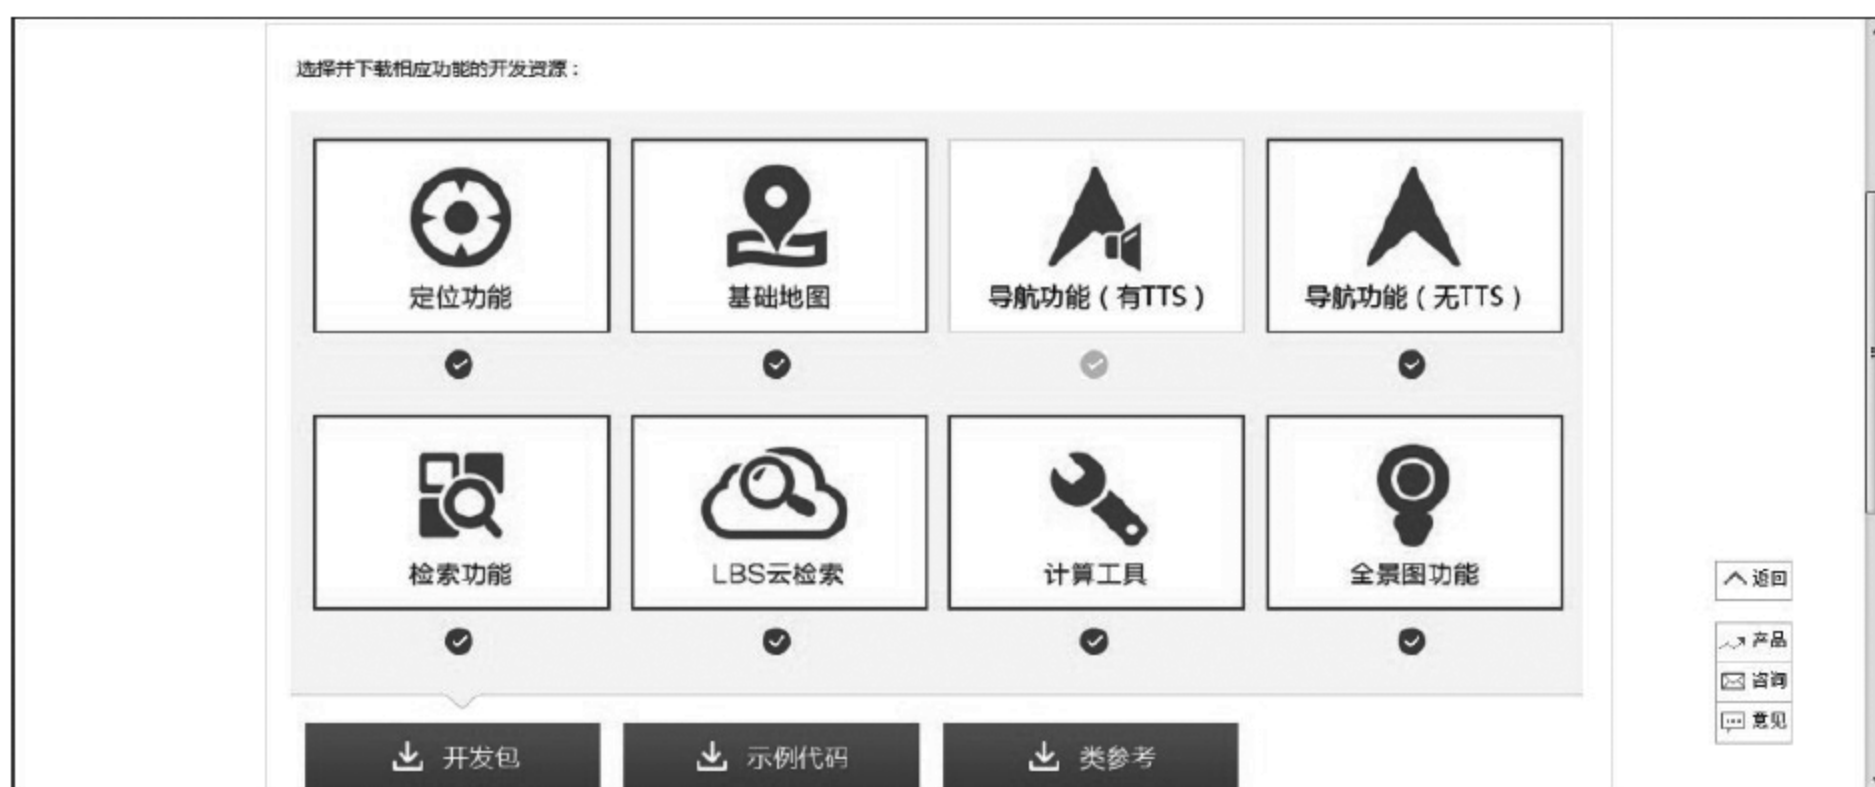 选择并下载相应功能的开发资源：
定位功能
基础地图
导航功能（有TTS）
导航功能（无TTS）
检索功能
LBS云检索
计算工具
全景图功能
返回
产品
咨询
意见
开发包
示例代码
类参考